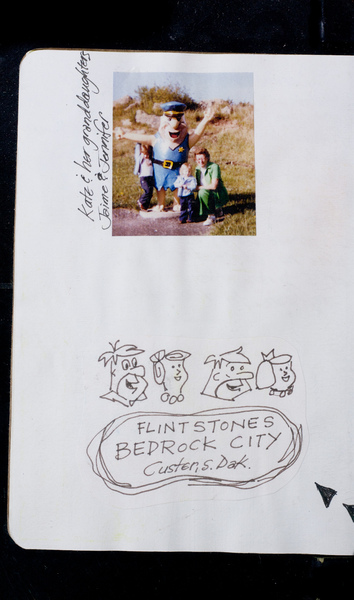 Kate & her granddaughters
Jaime & Jennifer
FLINTSTONES
BEDROCK CITY
Custer, S. Dak.